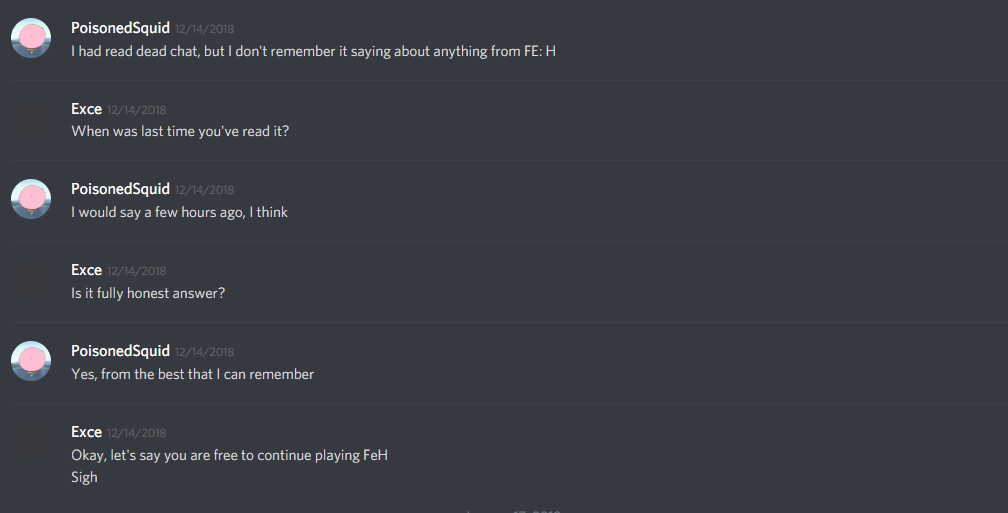 PoisonedSquid 12/14/2018
I had read dead chat, but I don't remember it saying about anything from FE: H
Exce 12/14/2018
When was last time you've read it?
PoisonedSquid 12/14/2018
I would say a few hours ago, I think
Exce 12/14/2018
Is it fully honest answer?
PoisonedSquid 12/14/2018
Yes, from the best that I can remember
Exce 12/14/2018
Okay, let's say you are free to continue playing FeH
Sigh